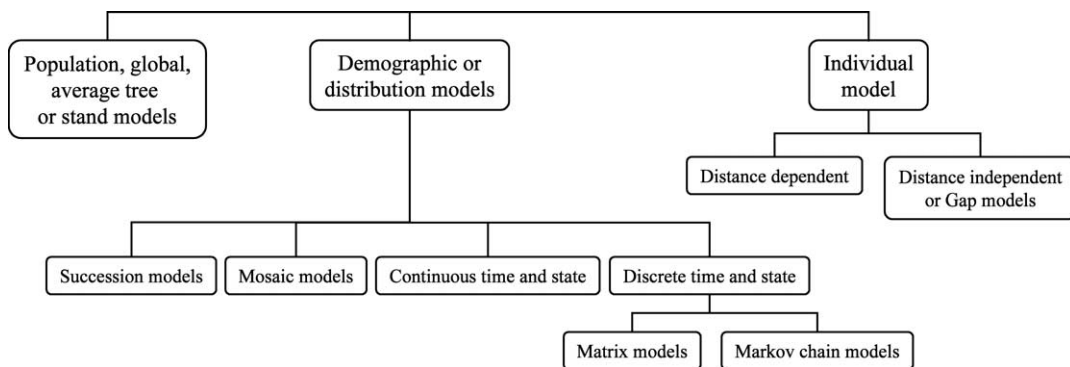 Population, global,
average tree
or stand models
Demographic or
distribution models
Individual
model
Distance dependent
Distance independent
or Gap models
Succession models
Mosaic models
Continuous time and state
Discrete time and state
Matrix models
Markov chain models